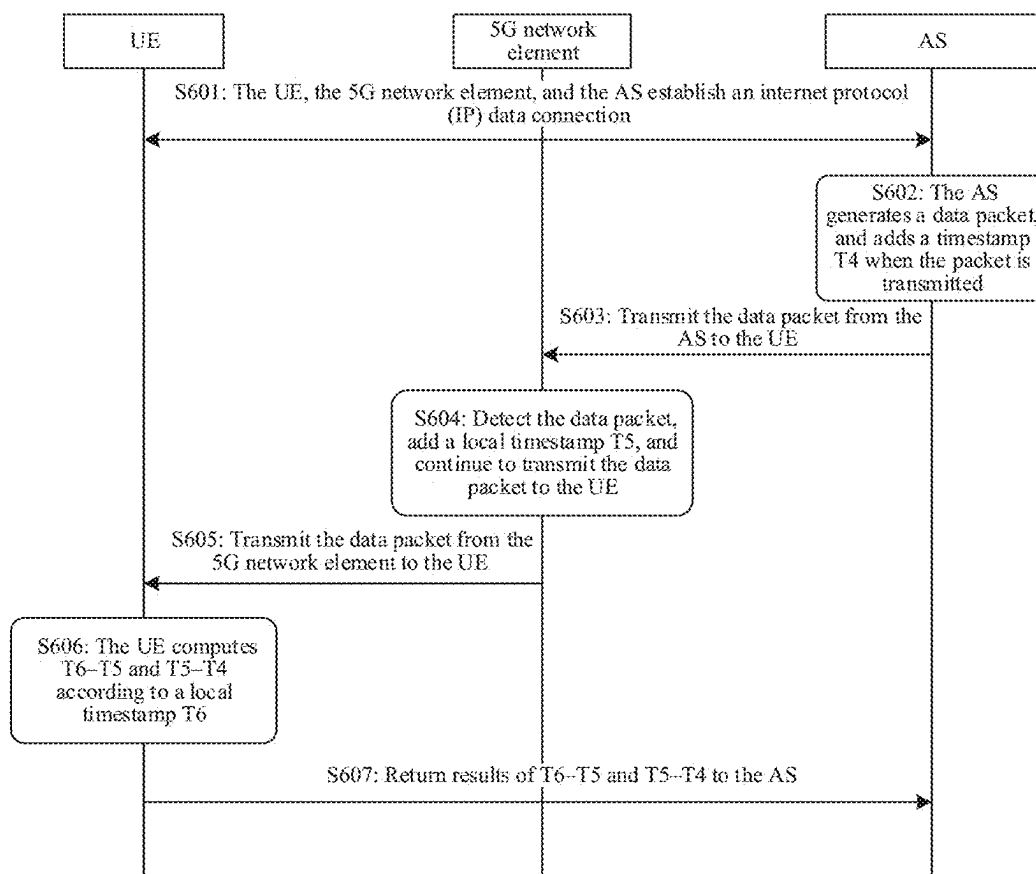 UE
5G network
element
AS
S601: The UE, the 5G network element, and the AS establish an internet protocol
(IP) data connection
S602: The AS
generates a data packet,
and adds a timestamp
T4 when the packet is
transmitted
S603: Transmit the data packet from the
AS to the UE
S604: Detect the data packet,
add a local timestamp T5, and
continue to transmit the data
packet to the UE
S605: Transmit the data packet from the
5G network element to the UE
S606: The UE computes
T6–T5 and T5–T4
according to a local
timestamp T6
S607: Return results of T6–T5 and T5–T4 to the AS